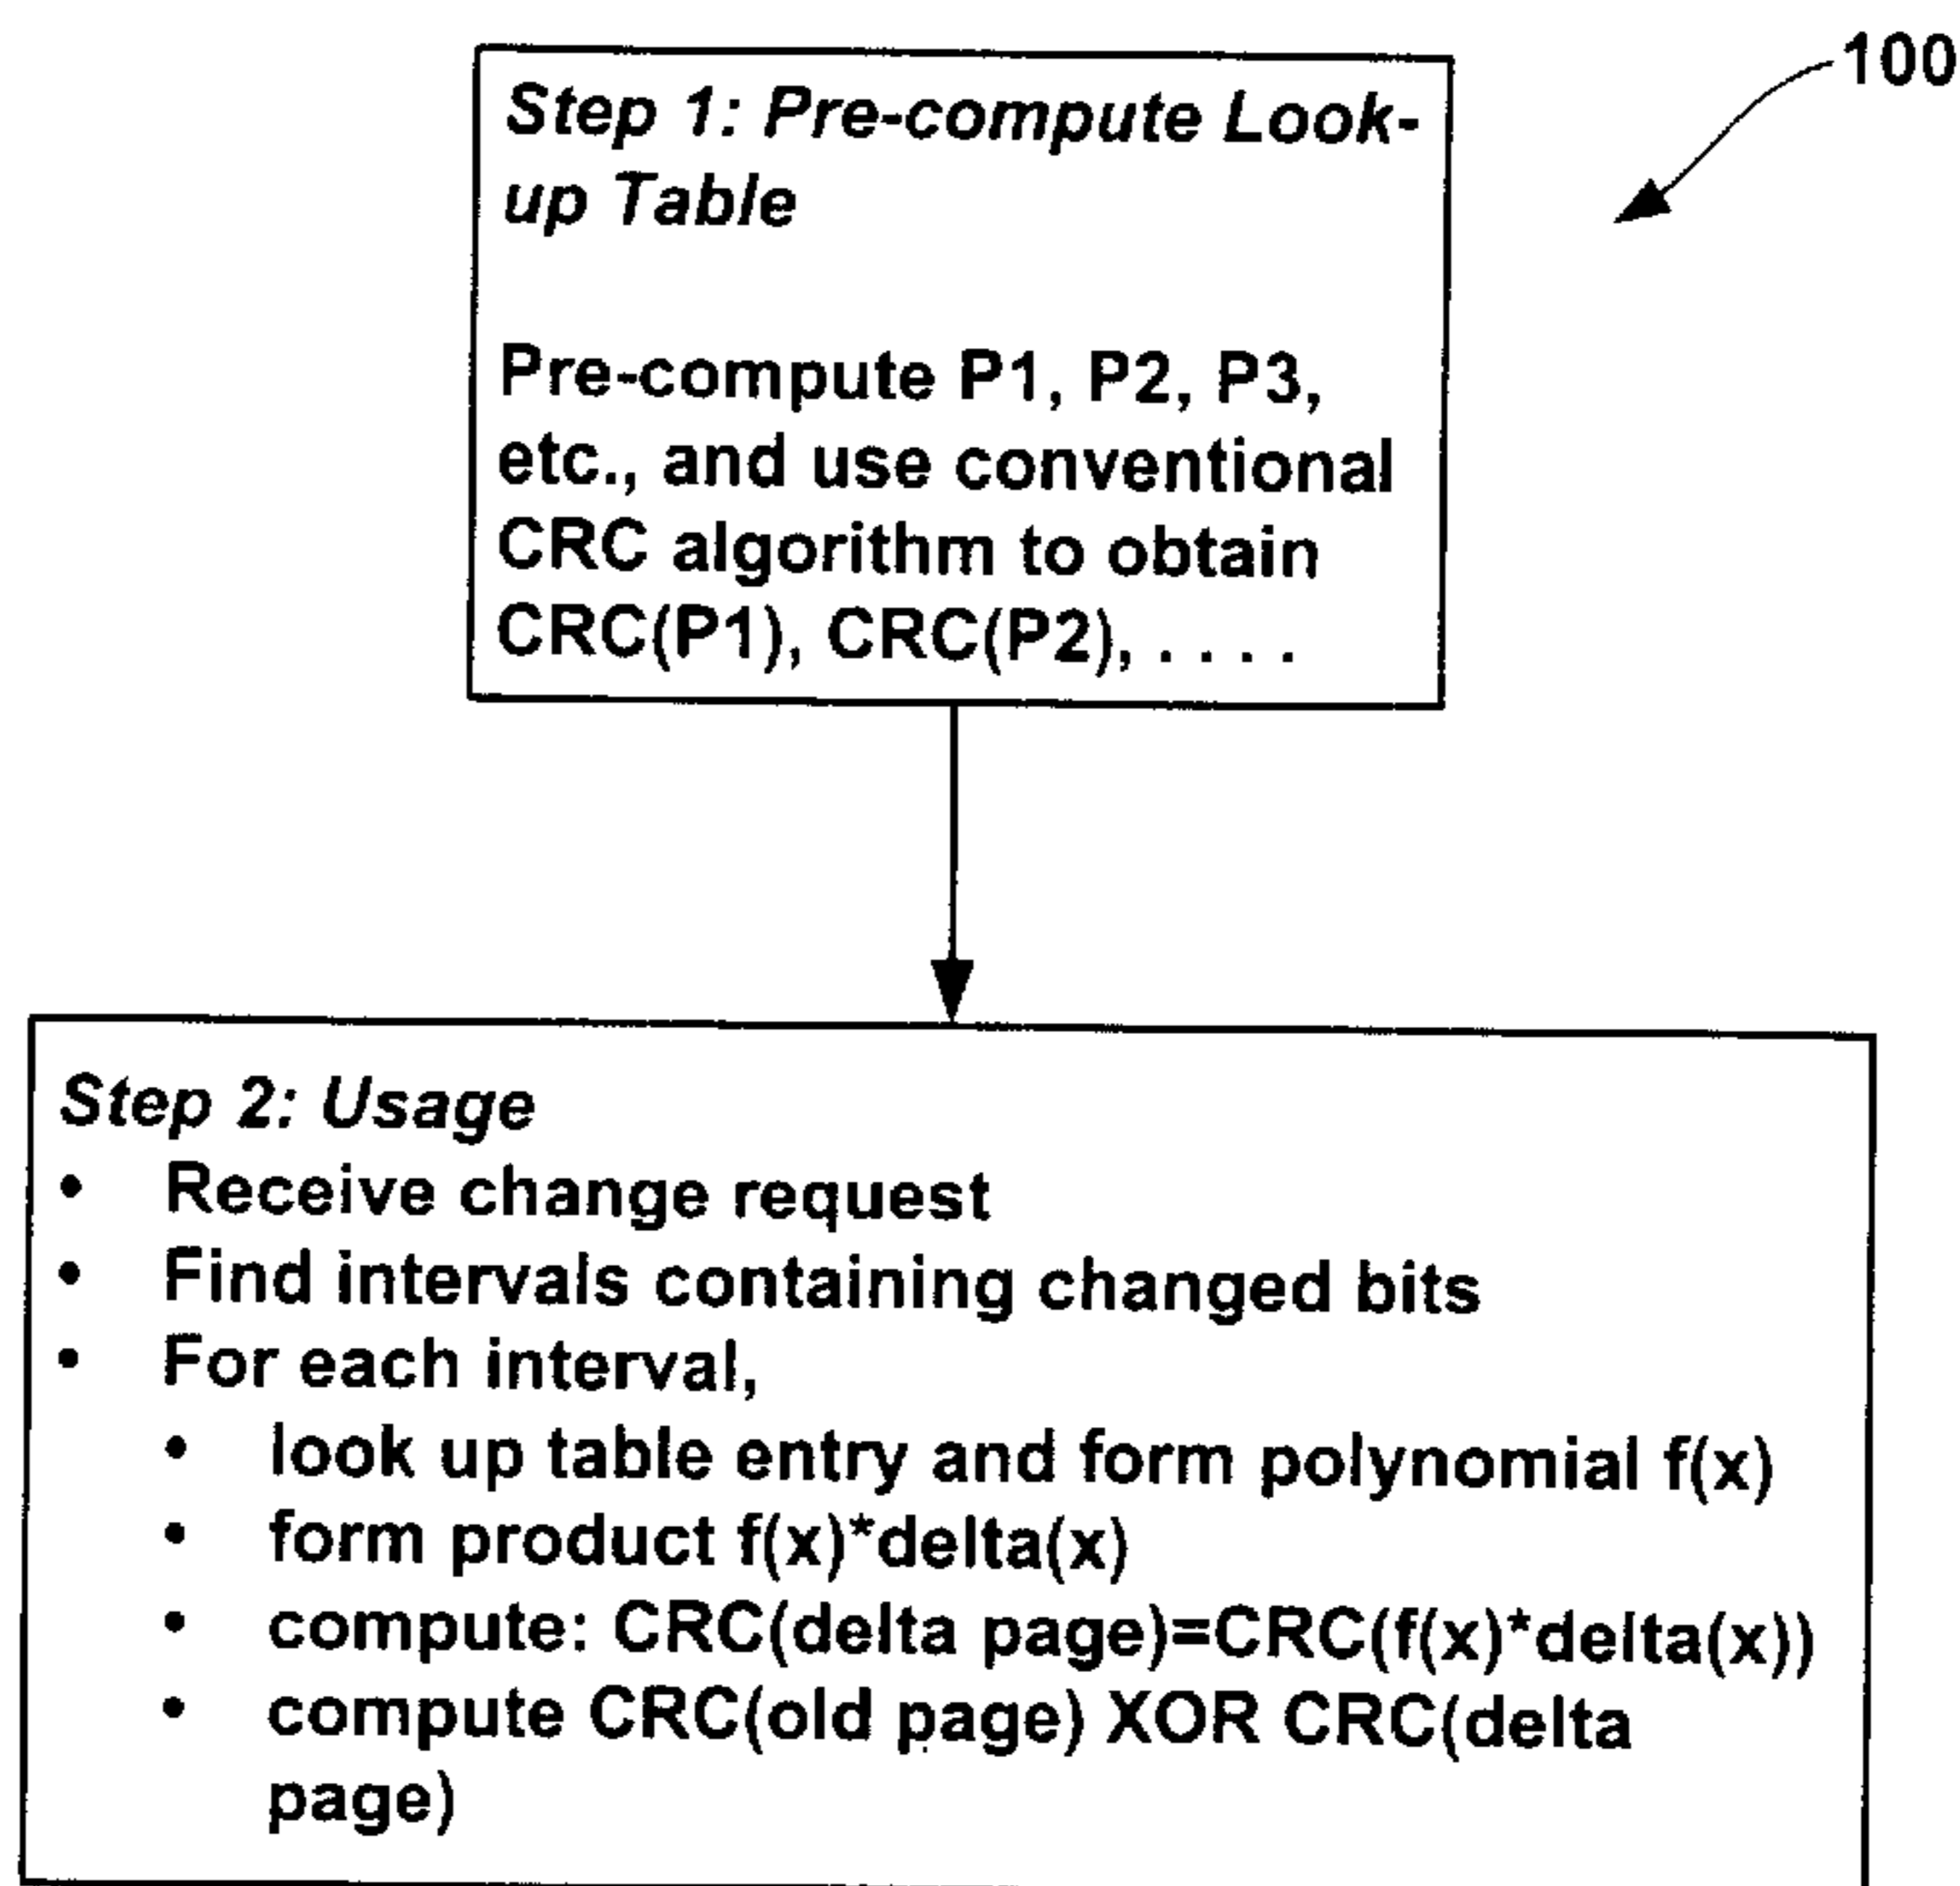 100
Step 1: Pre-compute Look-
up Table
Pre-compute P1, P2, P3,
etc., and use conventional
CRC algorithm to obtain
CRC(P1), CRC(P2), . . . .
Step 2: Usage
• Receive change request
• Find intervals containing changed bits
• For each interval,
• look up table entry and form polynomial f(x)
• form product f(x)*delta(x)
• compute: CRC(delta page)=CRC(f(x)*delta(x))
• compute CRC(old page) XOR CRC(delta
page)